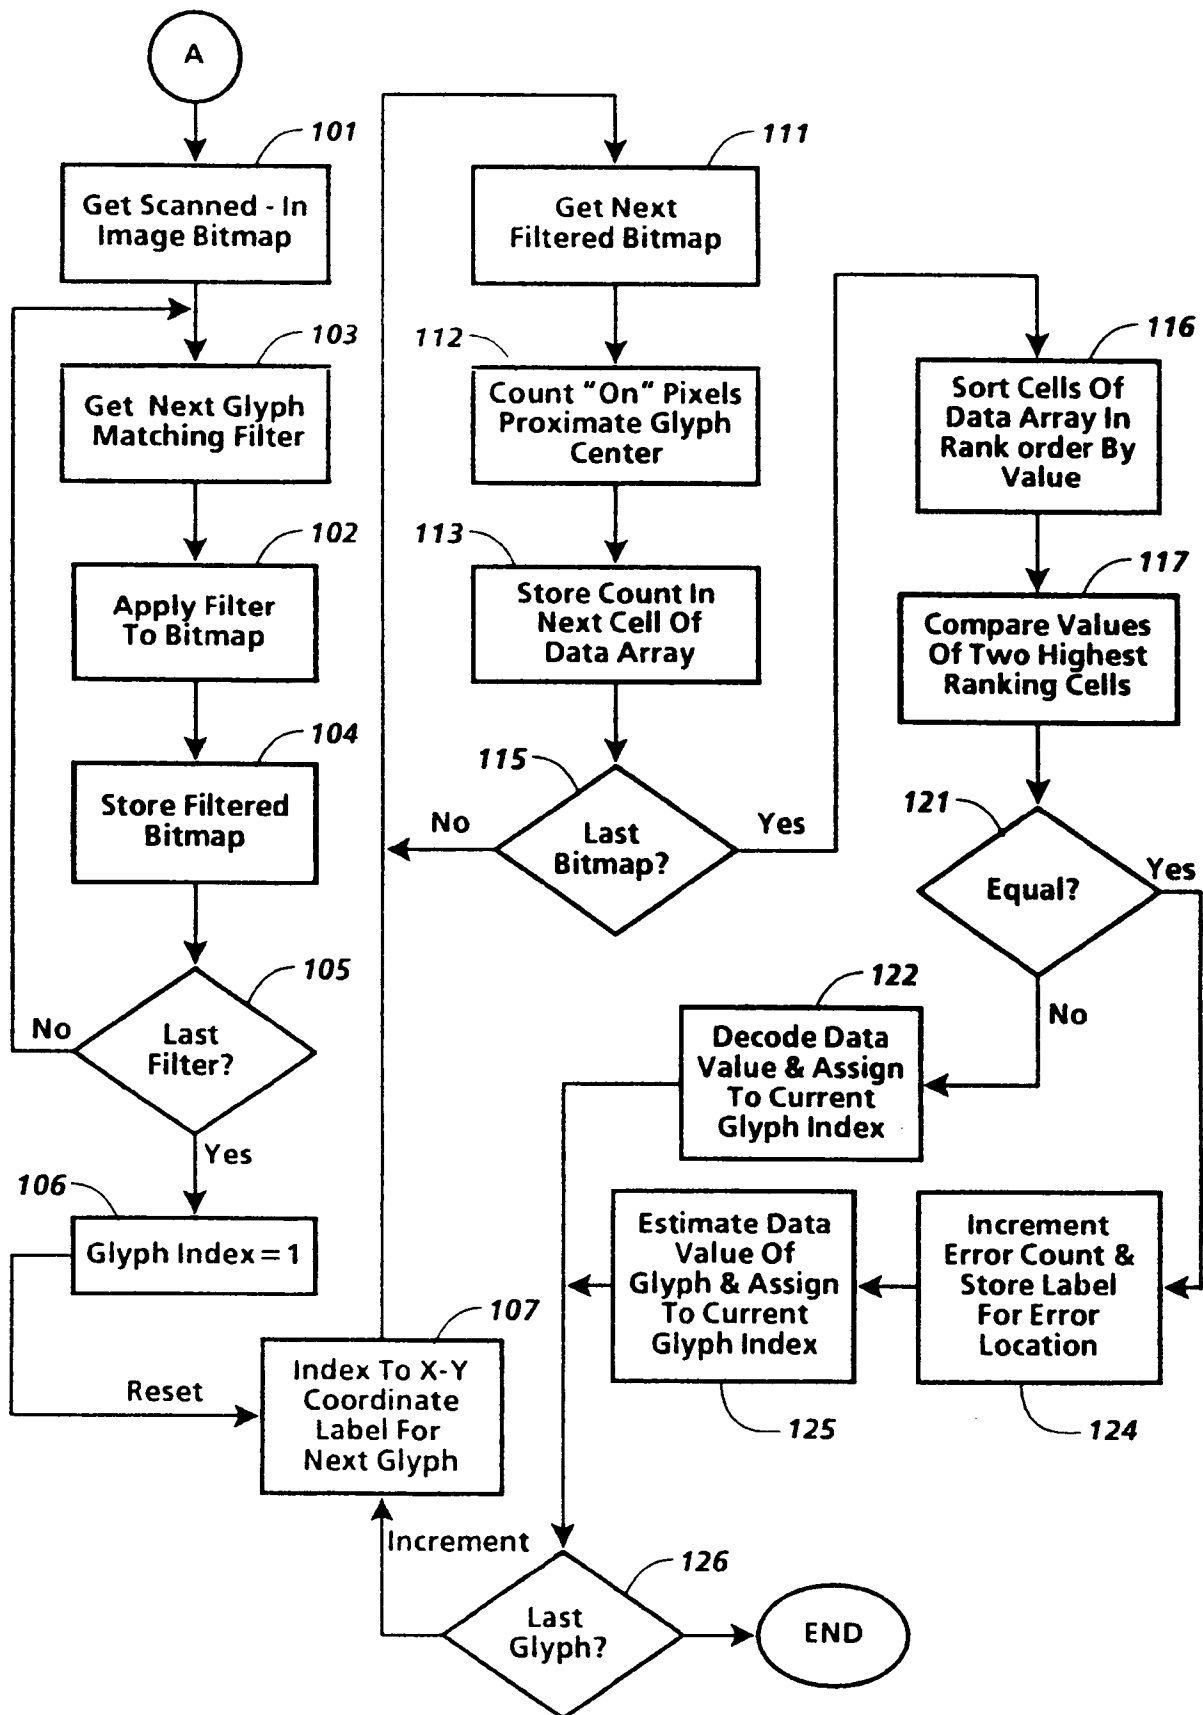 A
101
Get Scanned - In
Image Bitmap
103
Get Next Glyph
Matching Filter
102
Apply Filter
To Bitmap
104
Store Filtered
Bitmap
105
Last
Filter?
No
Yes
106
Glyph Index = 1
Reset
107
Index To X-Y
Coordinate
Label For
Next Glyph
111
Get Next
Filtered Bitmap
112
Count "On" Pixels
Proximate Glyph
Center
113
Store Count In
Next Cell Of
Data Array
115
Last
Bitmap?
No
Yes
116
Sort Cells Of
Data Array In
Rank order By
Value
117
Compare Values
Of Two Highest
Ranking Cells
121
Equal?
Yes
No
122
Decode Data
Value & Assign
To Current
Glyph Index
124
Increment
Error Count &
Store Label
For Error
Location
125
Estimate Data
Value Of
Glyph & Assign
To Current
Glyph Index
126
Last
Glyph?
Increment
END